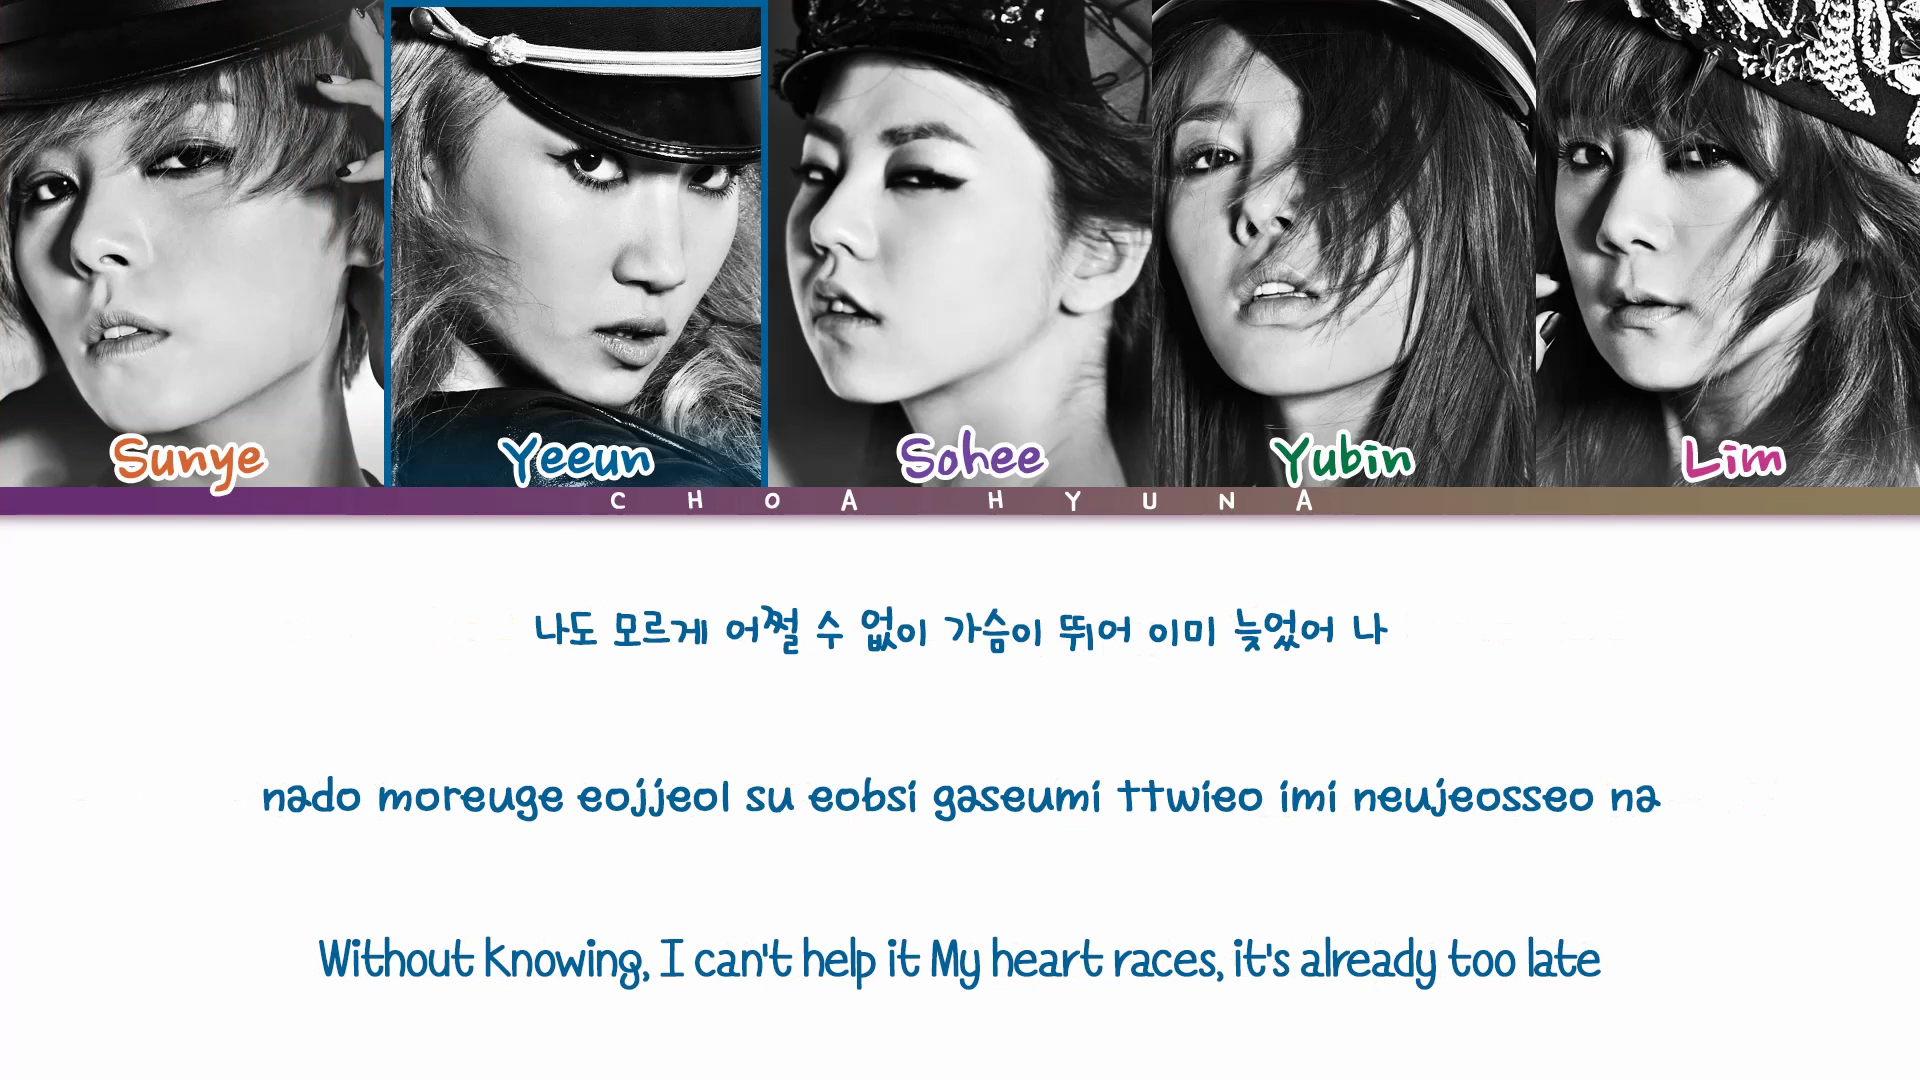 Sunye Yeeun Sohee Yubin Lim
CHOA HYUNA
나도 모르게 어쩔 수 없이 가슴이 뛰어 이미 늦었어 나
nado moreuge eojjeol su eobsi gaseumi ttwieo imi neujeosseo na
Without knowing, I can't help it My heart races, it's already too late